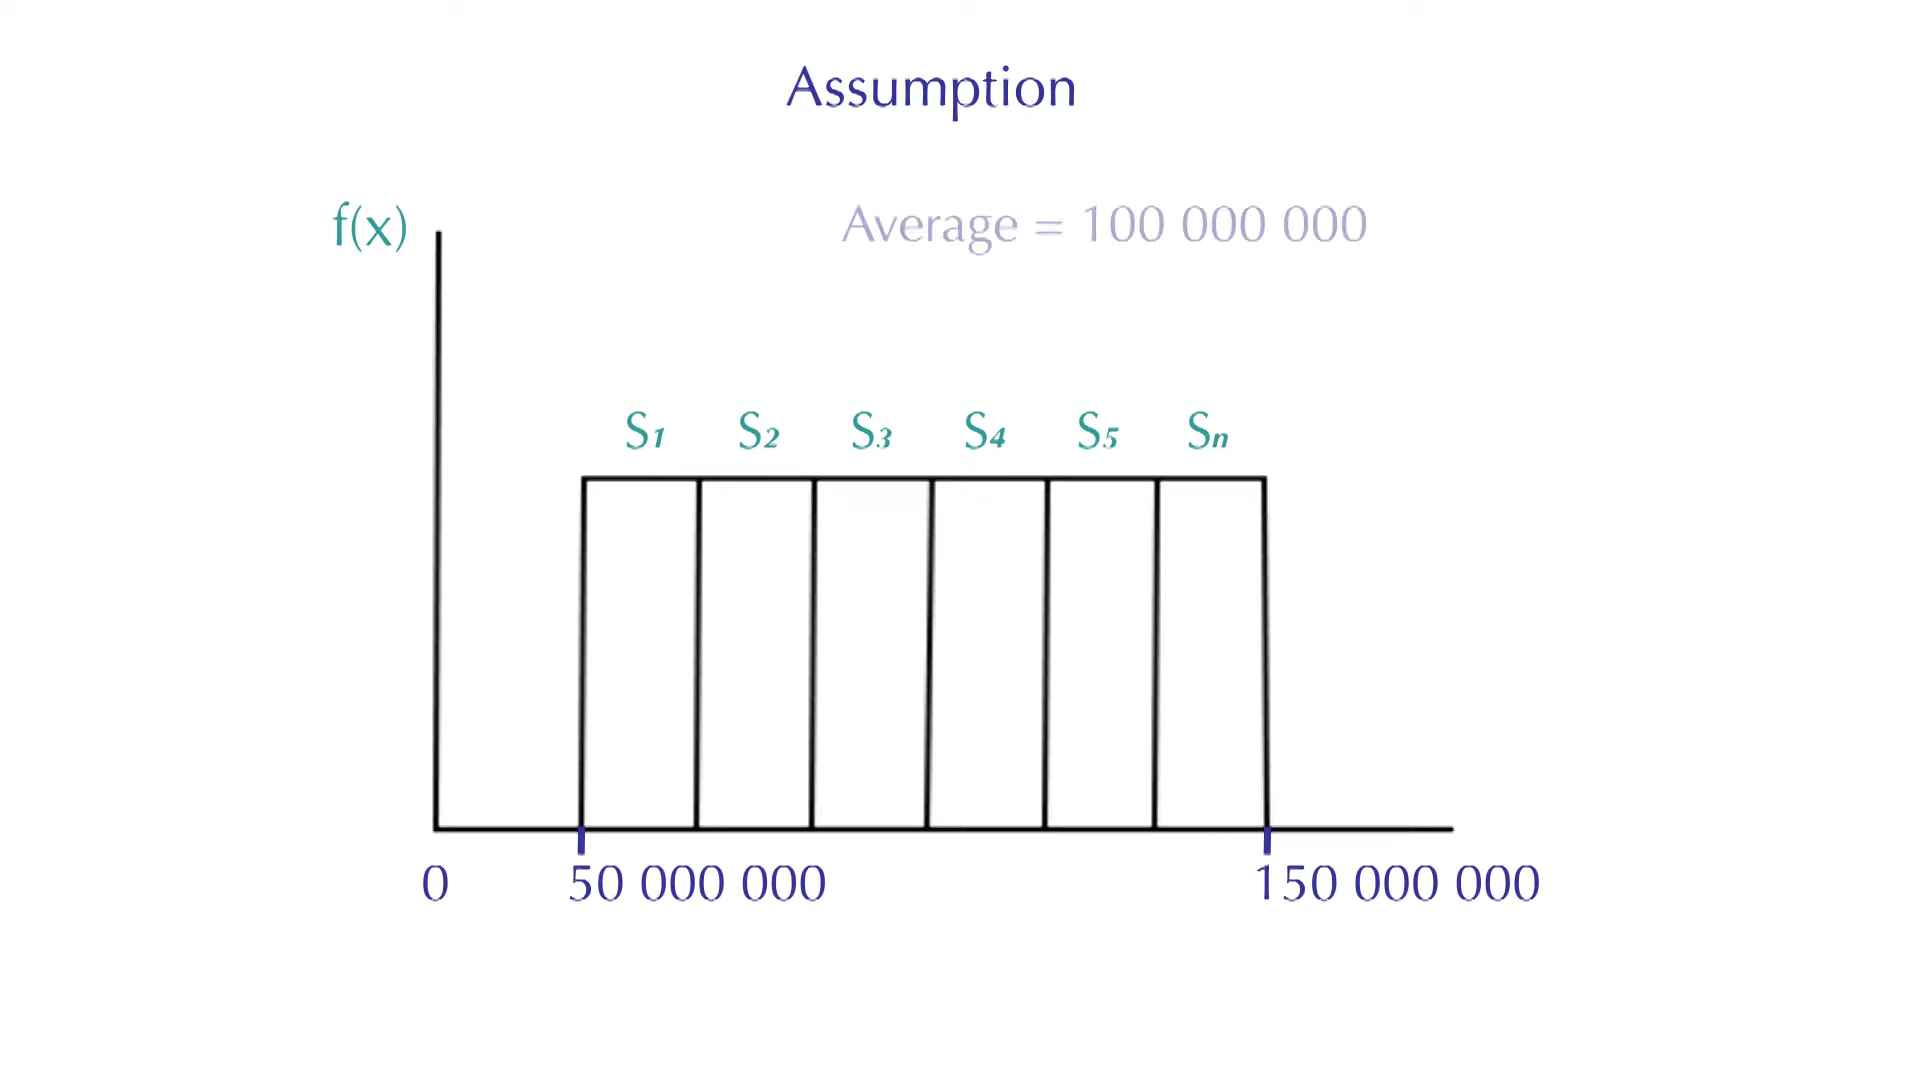 Assumption
f(x)
Average = 100 000 000
S1 S2 S3 S4 S5 Sn
0 50 000 000 150 000 000